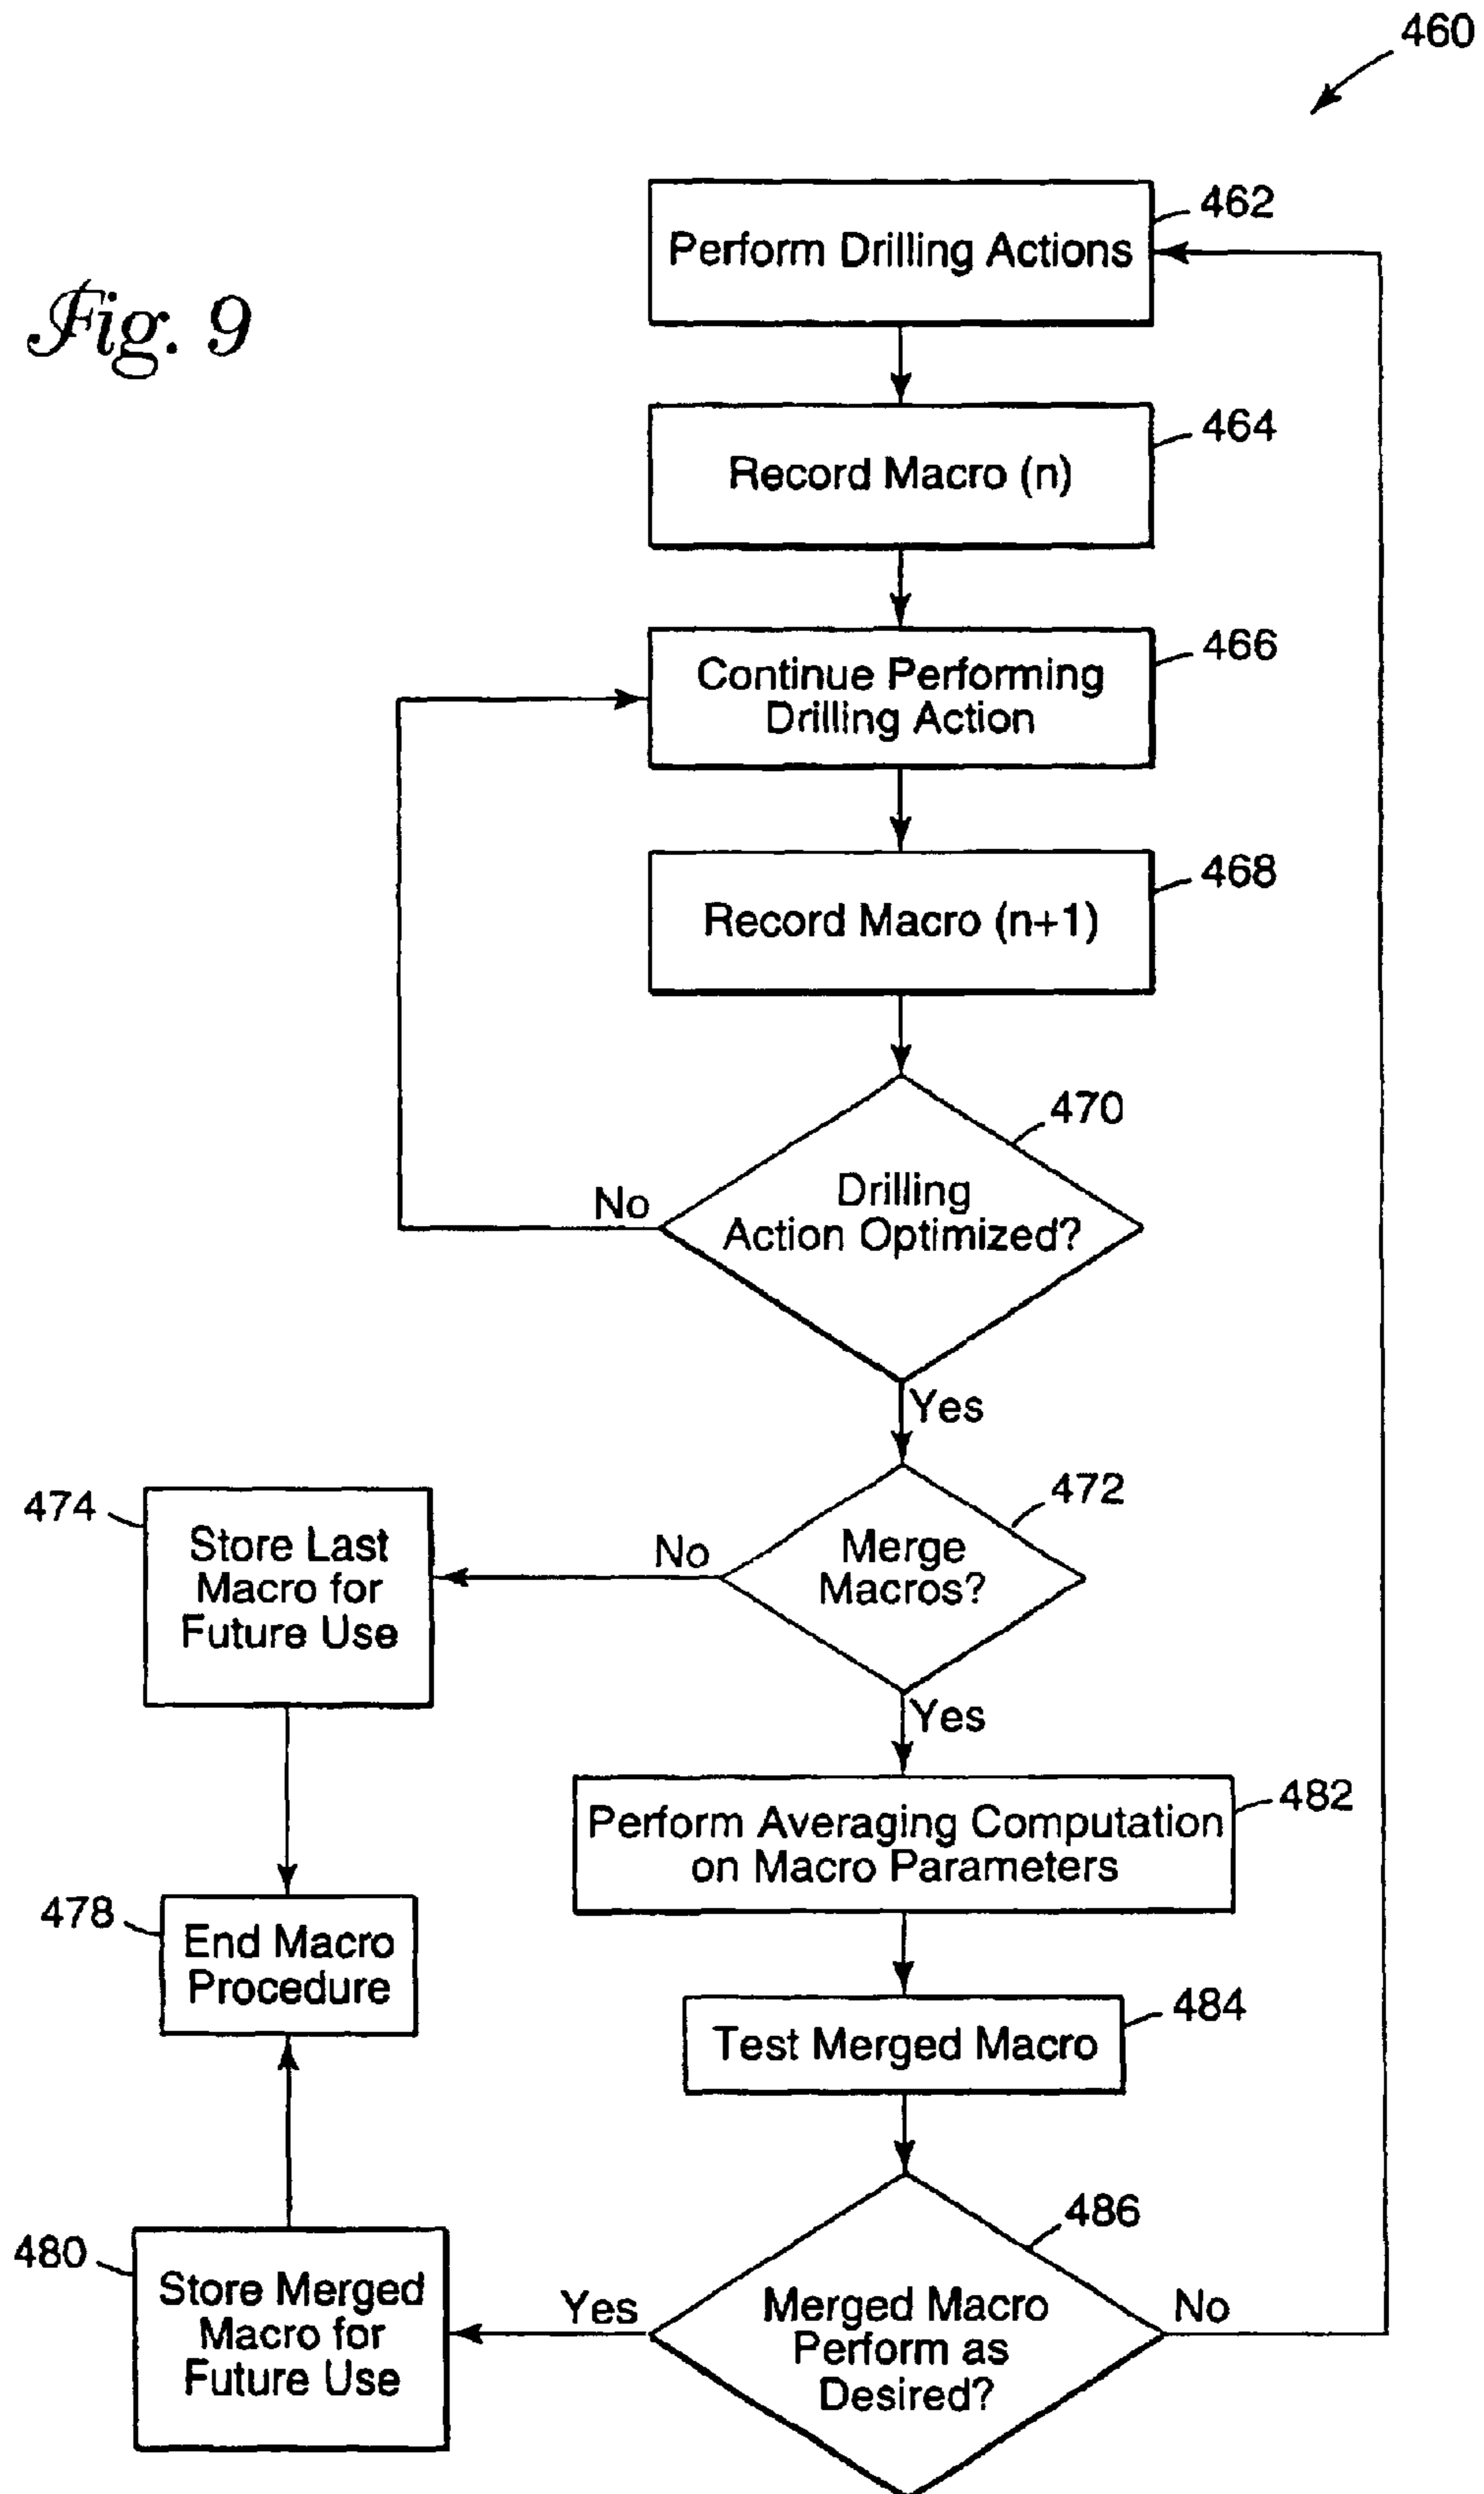 460
462
Perform Drilling Actions
Fig. 9
464
Record Macro (n)
466
Continue Performing
Drilling Action
468
Record Macro (n+1)
470
Drilling
Action Optimized?
No
Yes
472
Merge
Macros?
No
Yes
474
Store Last
Macro for
Future Use
482
Perform Averaging Computation
on Macro Parameters
478
End Macro
Procedure
484
Test Merged Macro
486
Merged Macro
Perform as
Desired?
Yes
No
480
Store Merged
Macro for
Future Use